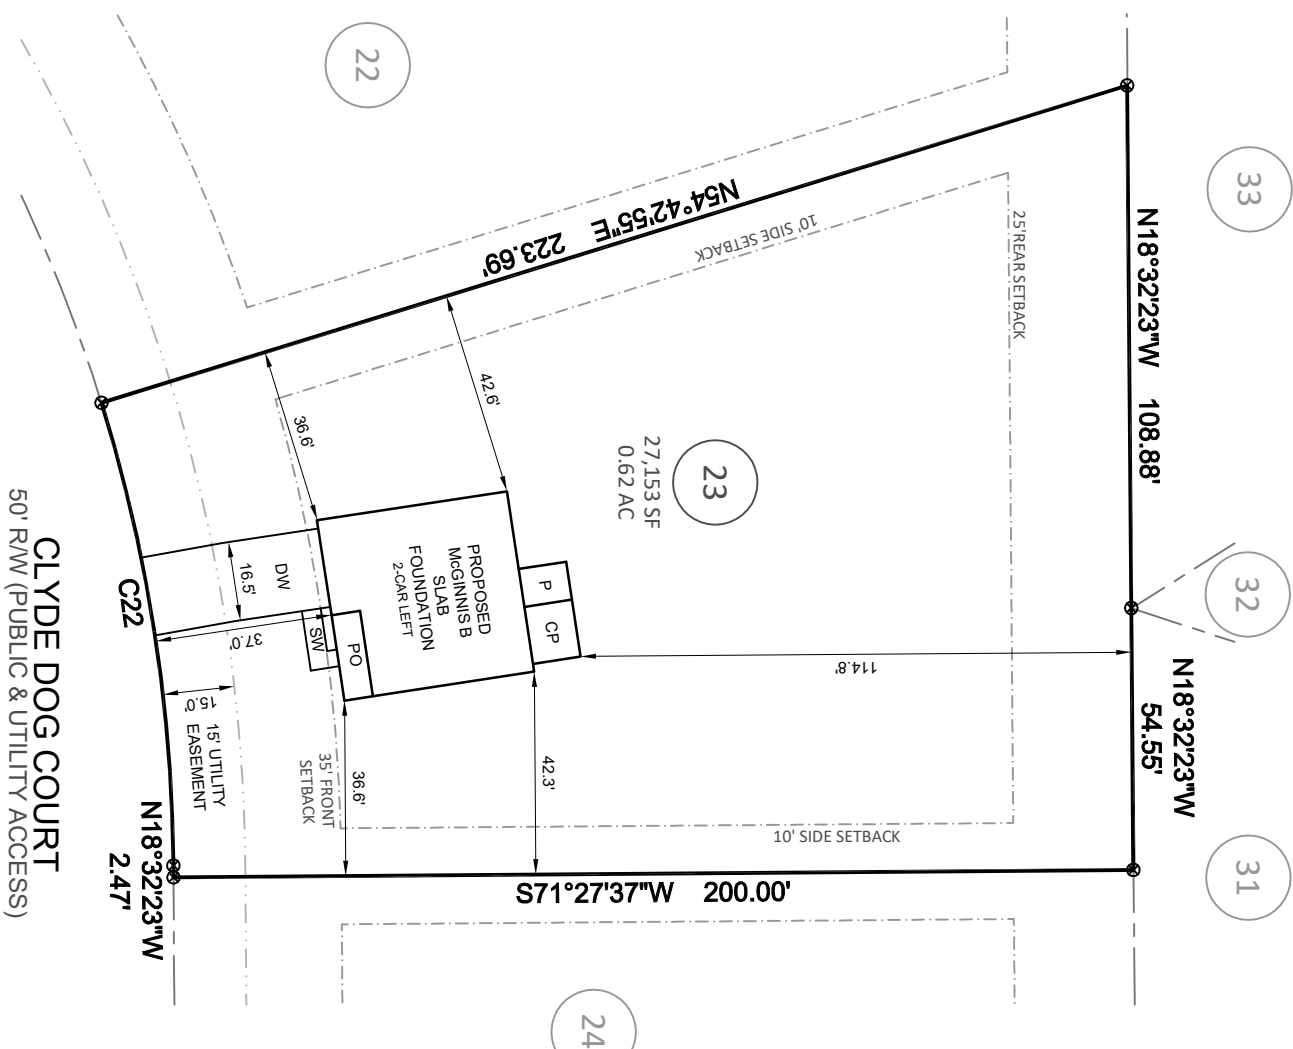 22
33
N54°42'55"E 223.69'
10' SIDE SETBACK
25'REAR SETBACK
N18°32'23"W 108.88'
42.6'
36.6'
23
27,153 SF
0.62 AC
32
PROPOSED
McGINNIS B
SLAB
FOUNDATION
2-CAR LEFT
P
CP
PO
SW
DW
16.5'
37.0'
C22
15.0'
15' UTILITY
EASEMENT
35' FRONT
SETBACK
36.6'
42.3'
114.8'
N18°32'23"W
54.55'
10' SIDE SETBACK
31
S71°27'37"W 200.00'
N18°32'23"W
2.47'
CLYDE DOG COURT
50' R/W (PUBLIC & UTILITY ACCESS)
24